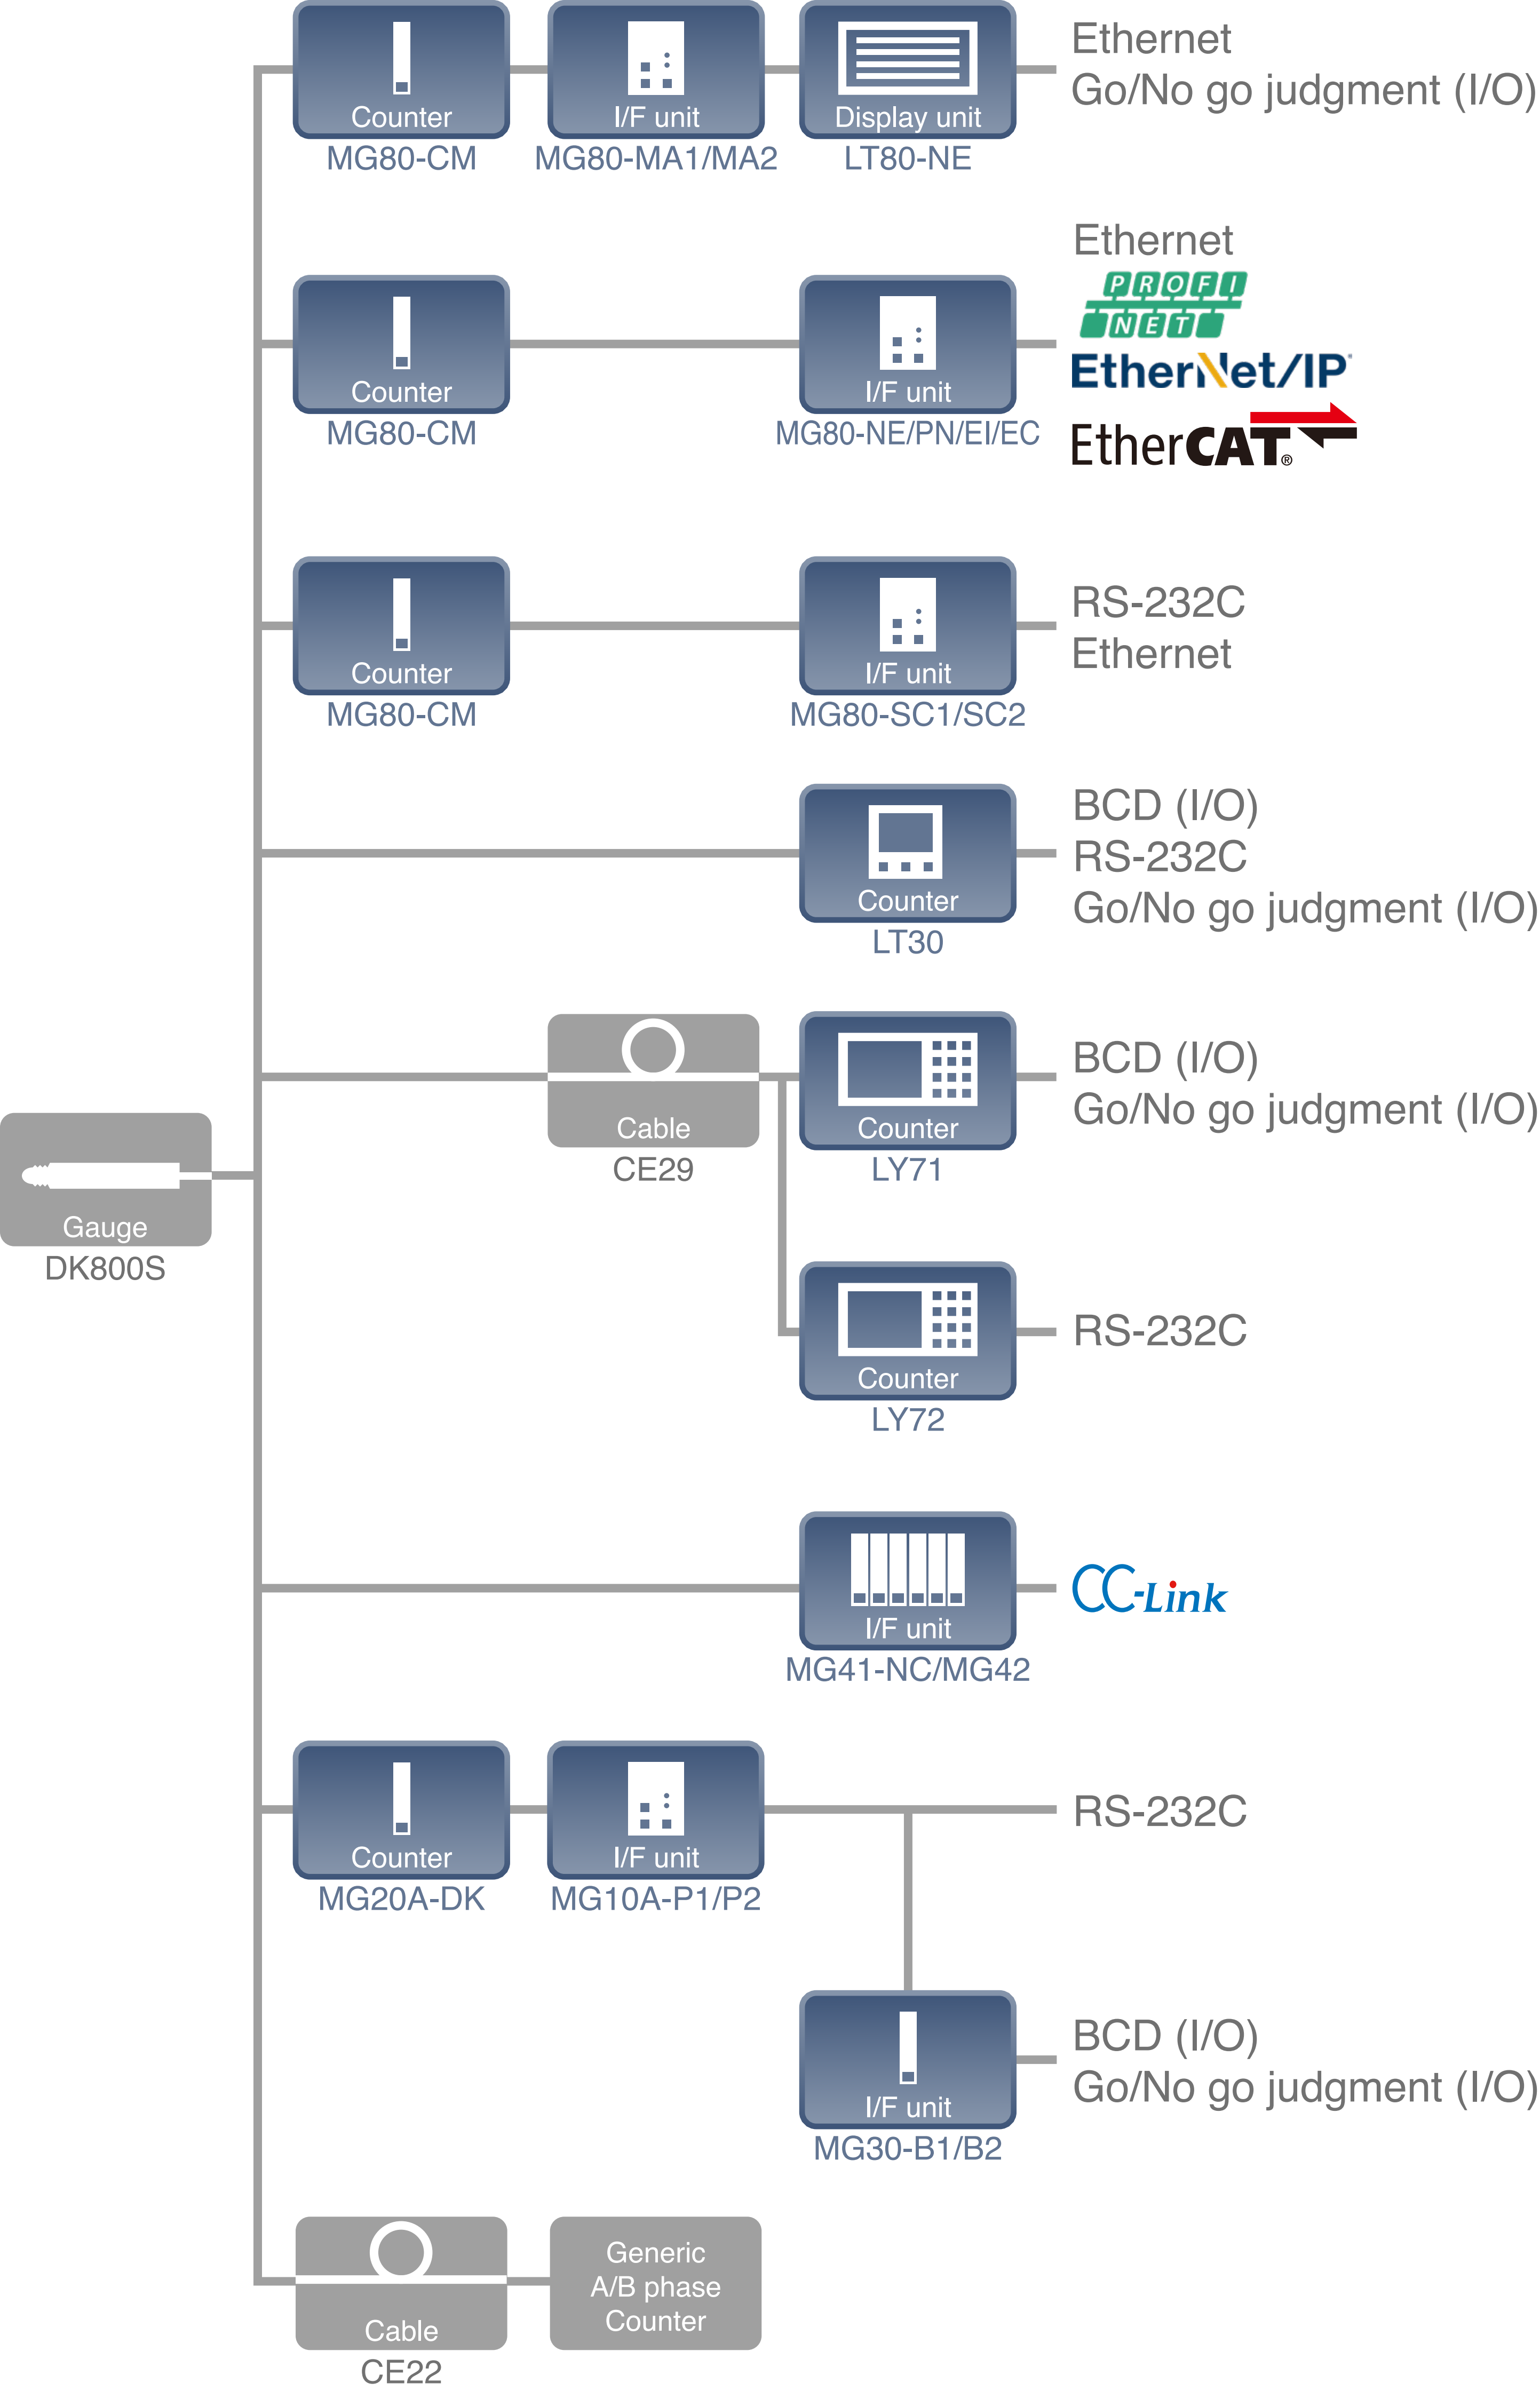 Counter
MG80-CM
I/F unit
MG80-MA1/MA2
Display unit
LT80-NE
Ethernet
Go/No go judgment (I/O)
Counter
MG80-CM
I/F unit
MG80-NE/PN/EI/EC
Ethernet
PROFI
NET
EtherNet/IP
EtherCAT®
Counter
MG80-CM
I/F unit
MG80-SC1/SC2
RS-232C
Ethernet
Counter
LT30
BCD (I/O)
RS-232C
Go/No go judgment (I/O)
Gauge
DK800S
Cable
CE29
Counter
LY71
BCD (I/O)
Go/No go judgment (I/O)
Counter
LY72
RS-232C
I/F unit
MG41-NC/MG42
CC-Link
Counter
MG20A-DK
I/F unit
MG10A-P1/P2
RS-232C
I/F unit
MG30-B1/B2
BCD (I/O)
Go/No go judgment (I/O)
Cable
CE22
Generic
A/B phase
Counter